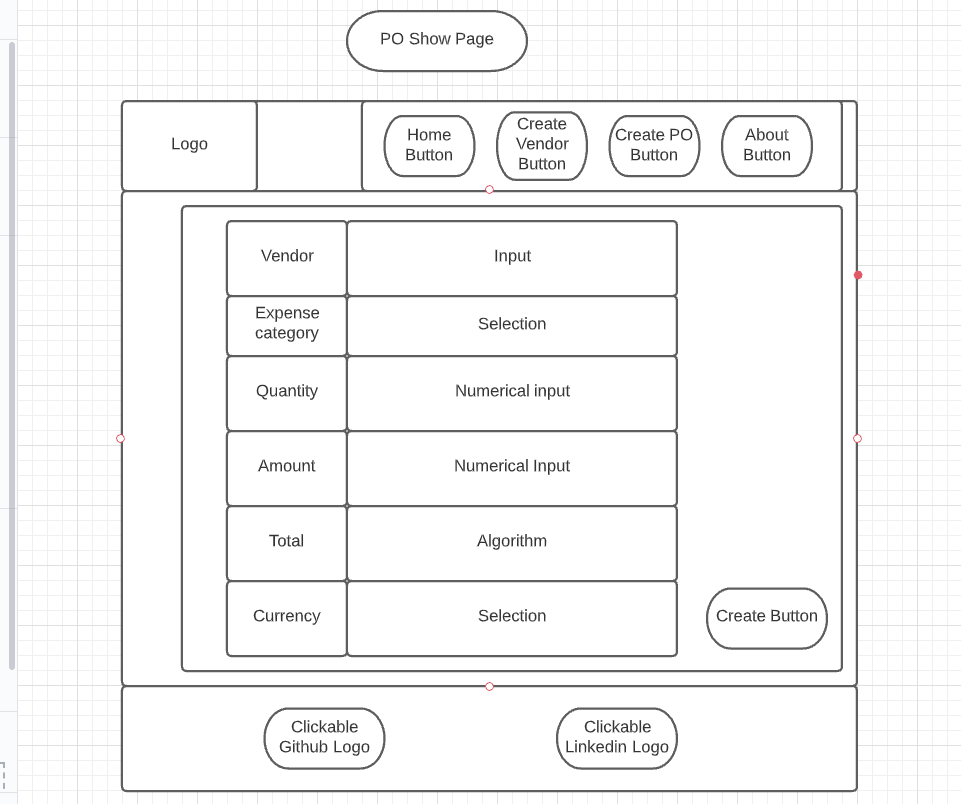 PO Show Page
Logo
Home
Button
Create
Vendor
Button
Create PO
Button
About
Button
Vendor
Input
Expense
category
Selection
Quantity
Numerical input
Amount
Numerical Input
Total
Algorithm
Currency
Selection
Create Button
Clickable
Github Logo
Clickable
Linkedin Logo